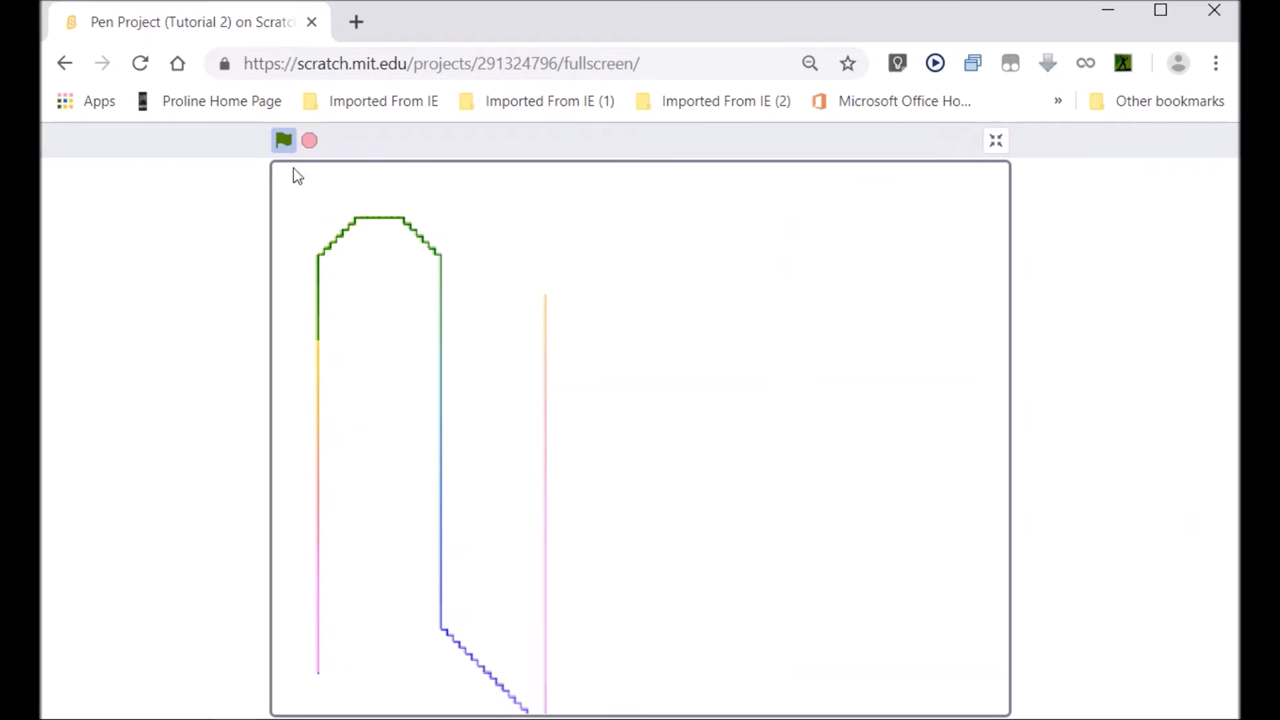 Pen Project (Tutorial 2) on Scratc
https://scratch.mit.edu/projects/291324796/fullscreen/
Apps Proline Home Page Imported From IE Imported From IE (1) Imported From IE (2) Microsoft Office Ho... » Other bookmarks